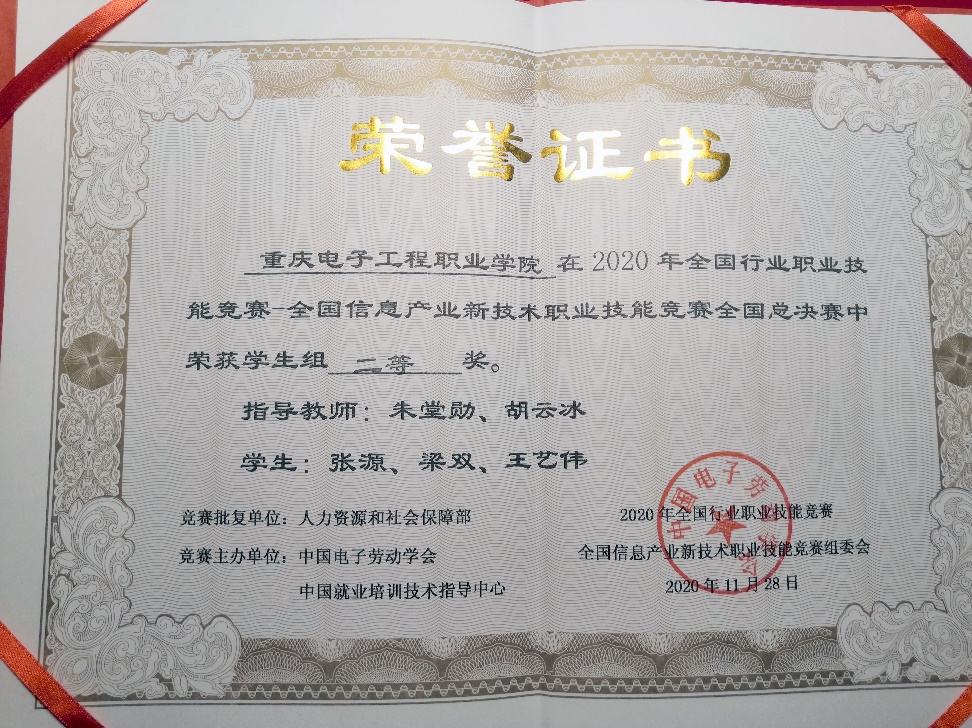 荣誉证书
重庆电子工程职业学院 在 2020 年全国行业职业技
能竞赛-全国信息产业新技术职业技能竞赛全国总决赛中
荣获学生组 二等 奖。
指导教师：朱堂勋、胡云冰
学生：张源、梁双、王艺伟
竞赛批复单位：人力资源和社会保障部
竞赛主办单位：中国电子劳动学会
中国就业培训技术指导中心
2020 年全国行业职业技能竞赛
全国信息产业新技术职业技能竞赛组委会
2020 年 11 月 28 日
中国电子劳动学会